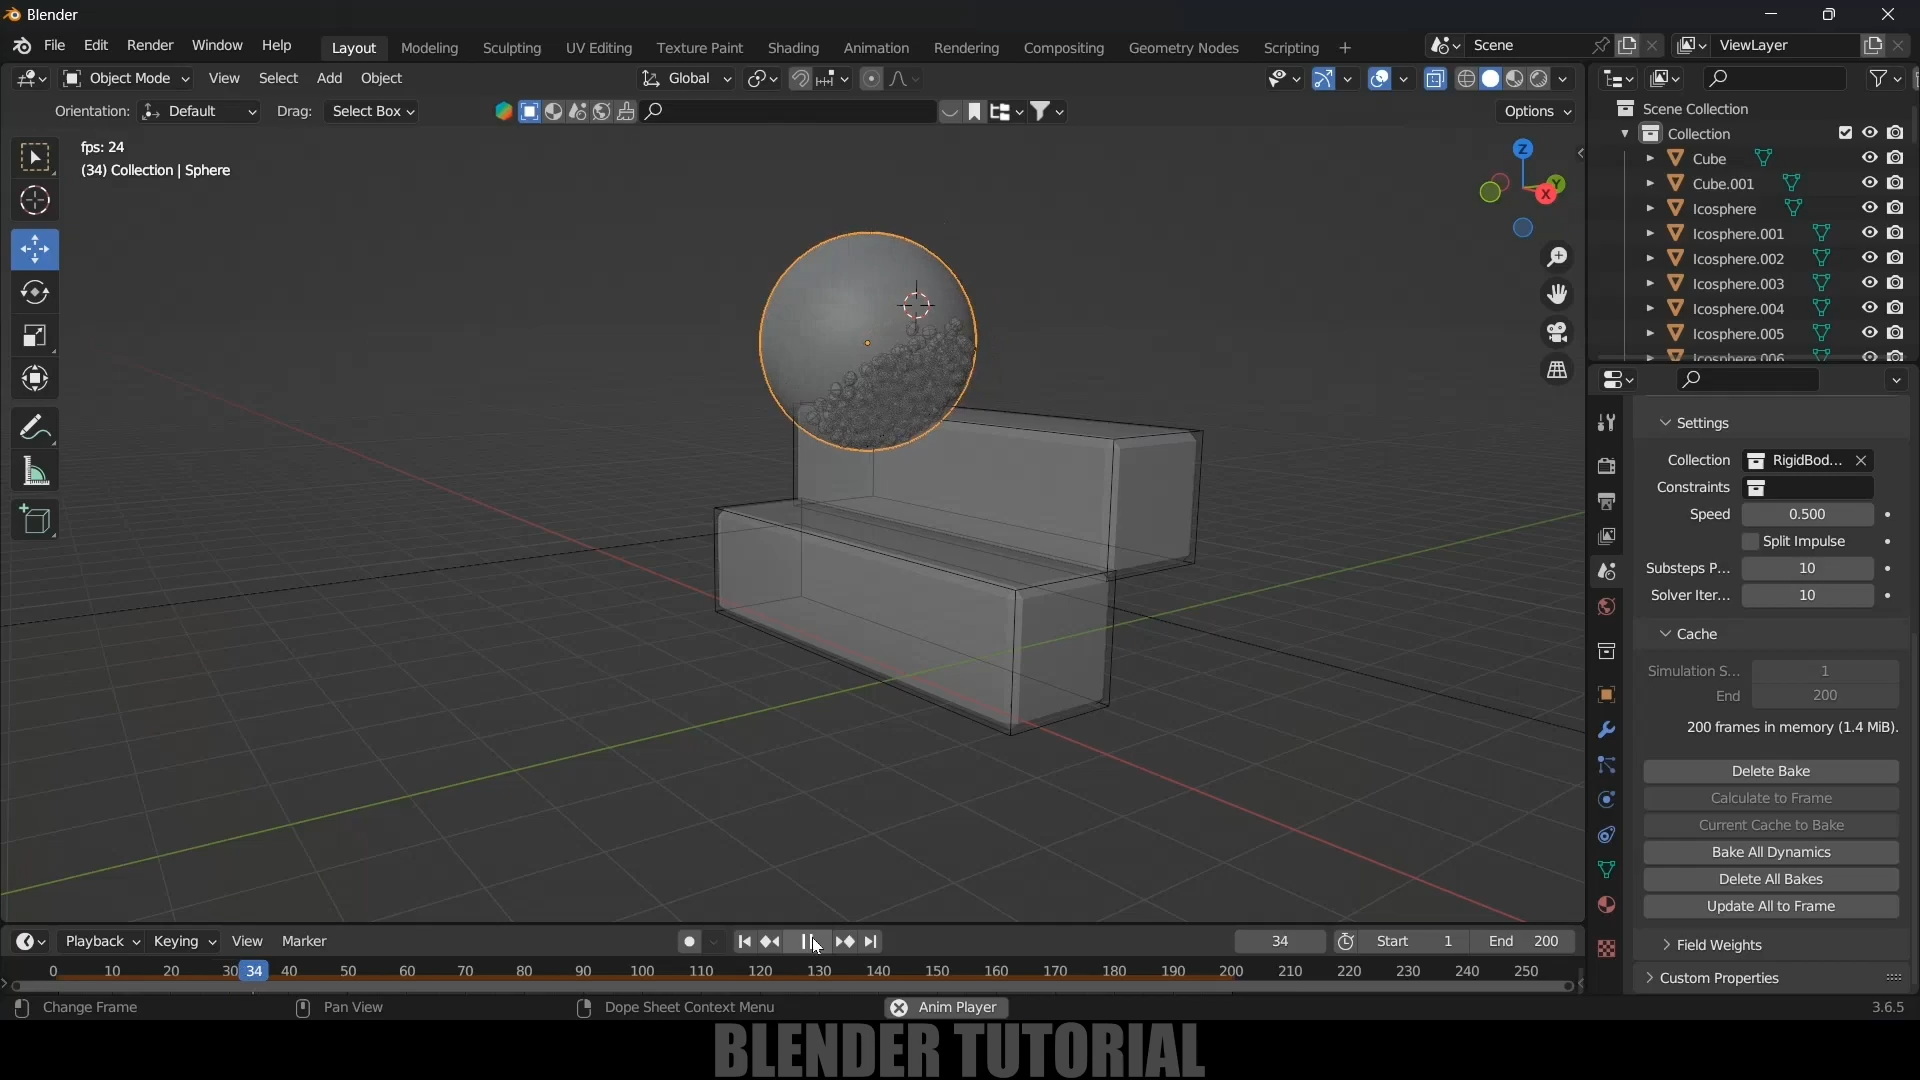 Blender
File Edit Render Window Help Layout Modeling Sculpting UV Editing Texture Paint Shading Animation Rendering Compositing Geometry Nodes Scripting + Scene ViewLayer
Object Mode View Select Add Object Global
Orientation: Default Drag: Select Box Options
fps: 24
(34) Collection | Sphere
Z
Y
X
Scene Collection
Collection
Cube
Cube.001
Icosphere
Icosphere.001
Icosphere.002
Icosphere.003
Icosphere.004
Icosphere.005
Icosphere.006
Settings
Collection RigidBod...
Constraints
Speed 0.500
Split Impulse
Substeps P... 10
Solver Iter... 10
Cache
Simulation S... 1
End 200
200 frames in memory (1.4 MiB).
Delete Bake
Calculate to Frame
Current Cache to Bake
Bake All Dynamics
Delete All Bakes
Update All to Frame
Field Weights
Custom Properties
Playback Keying View Marker 34 Start 1 End 200
0 10 20 30 34 40 50 60 70 80 90 100 110 120 130 140 150 160 170 180 190 200 210 220 230 240 250
Change Frame Pan View Dope Sheet Context Menu Anim Player 3.6.5
BLENDER TUTORIAL